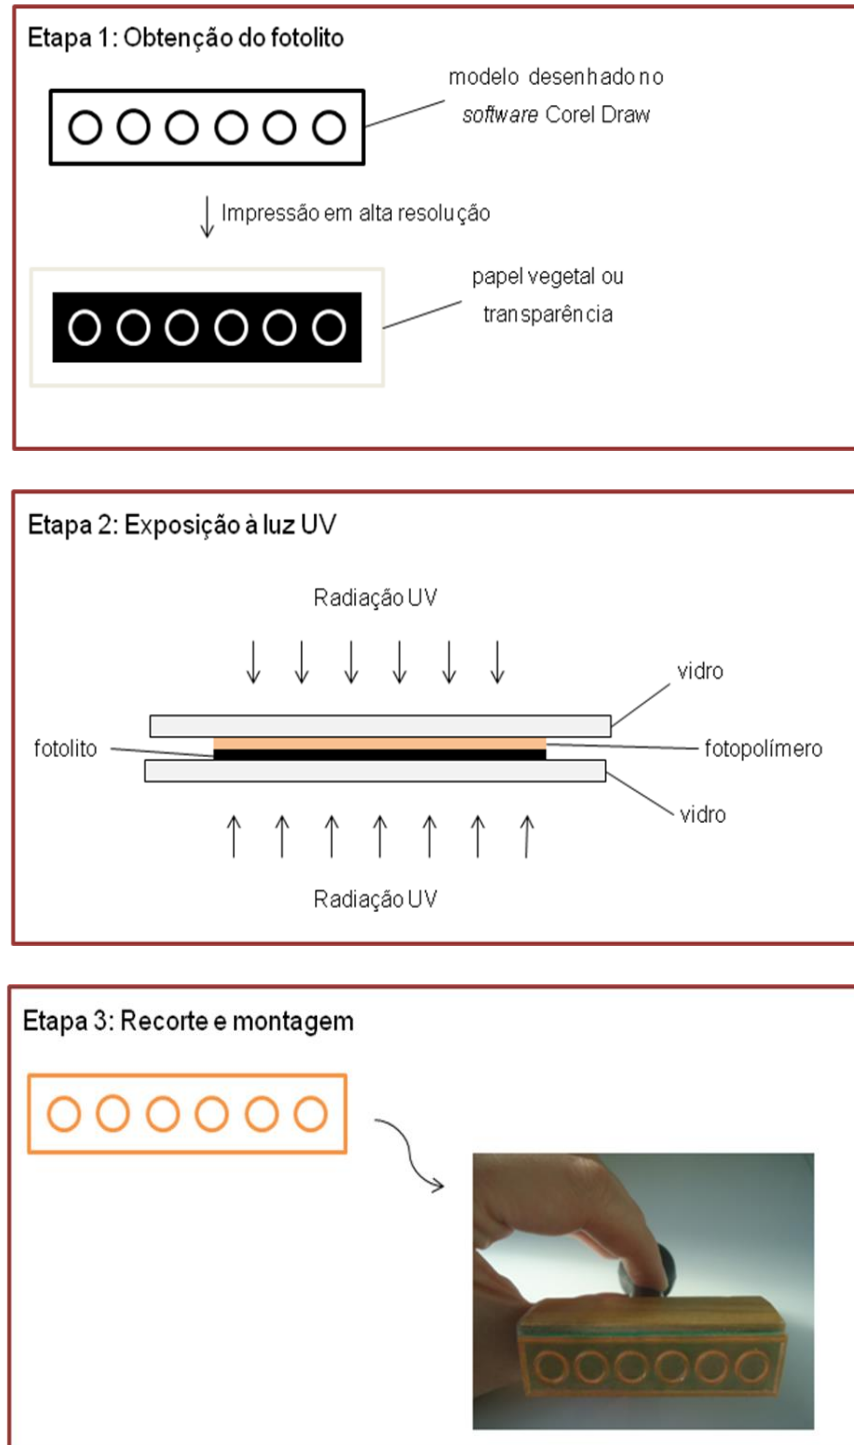 Etapa 1: Obtenção do fotolito
modelo desenhado no
software Corel Draw
Impressão em alta resolução
papel vegetal ou
transparência
Etapa 2: Exposição à luz UV
Radiação UV
vidro
fotolito
fotopolímero
vidro
Radiação UV
Etapa 3: Recorte e montagem